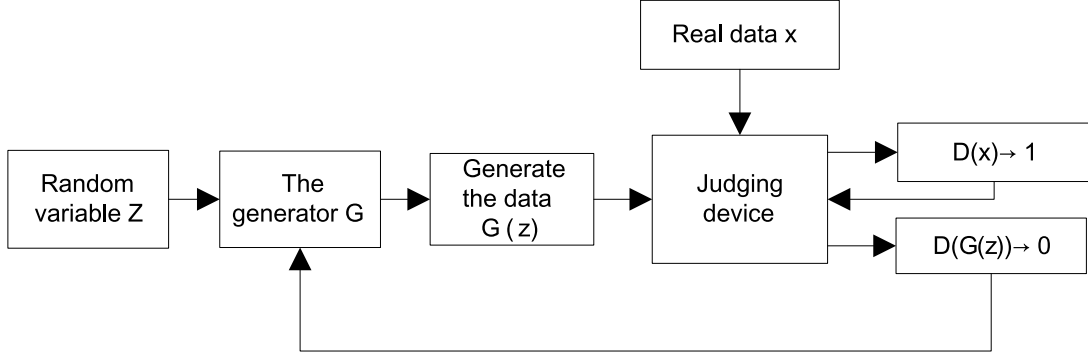 Real data x
Random
variable Z
The
generator G
Generate
the data
G ( z )
Judging
device
D(x)→ 1
D(G(z))→ 0